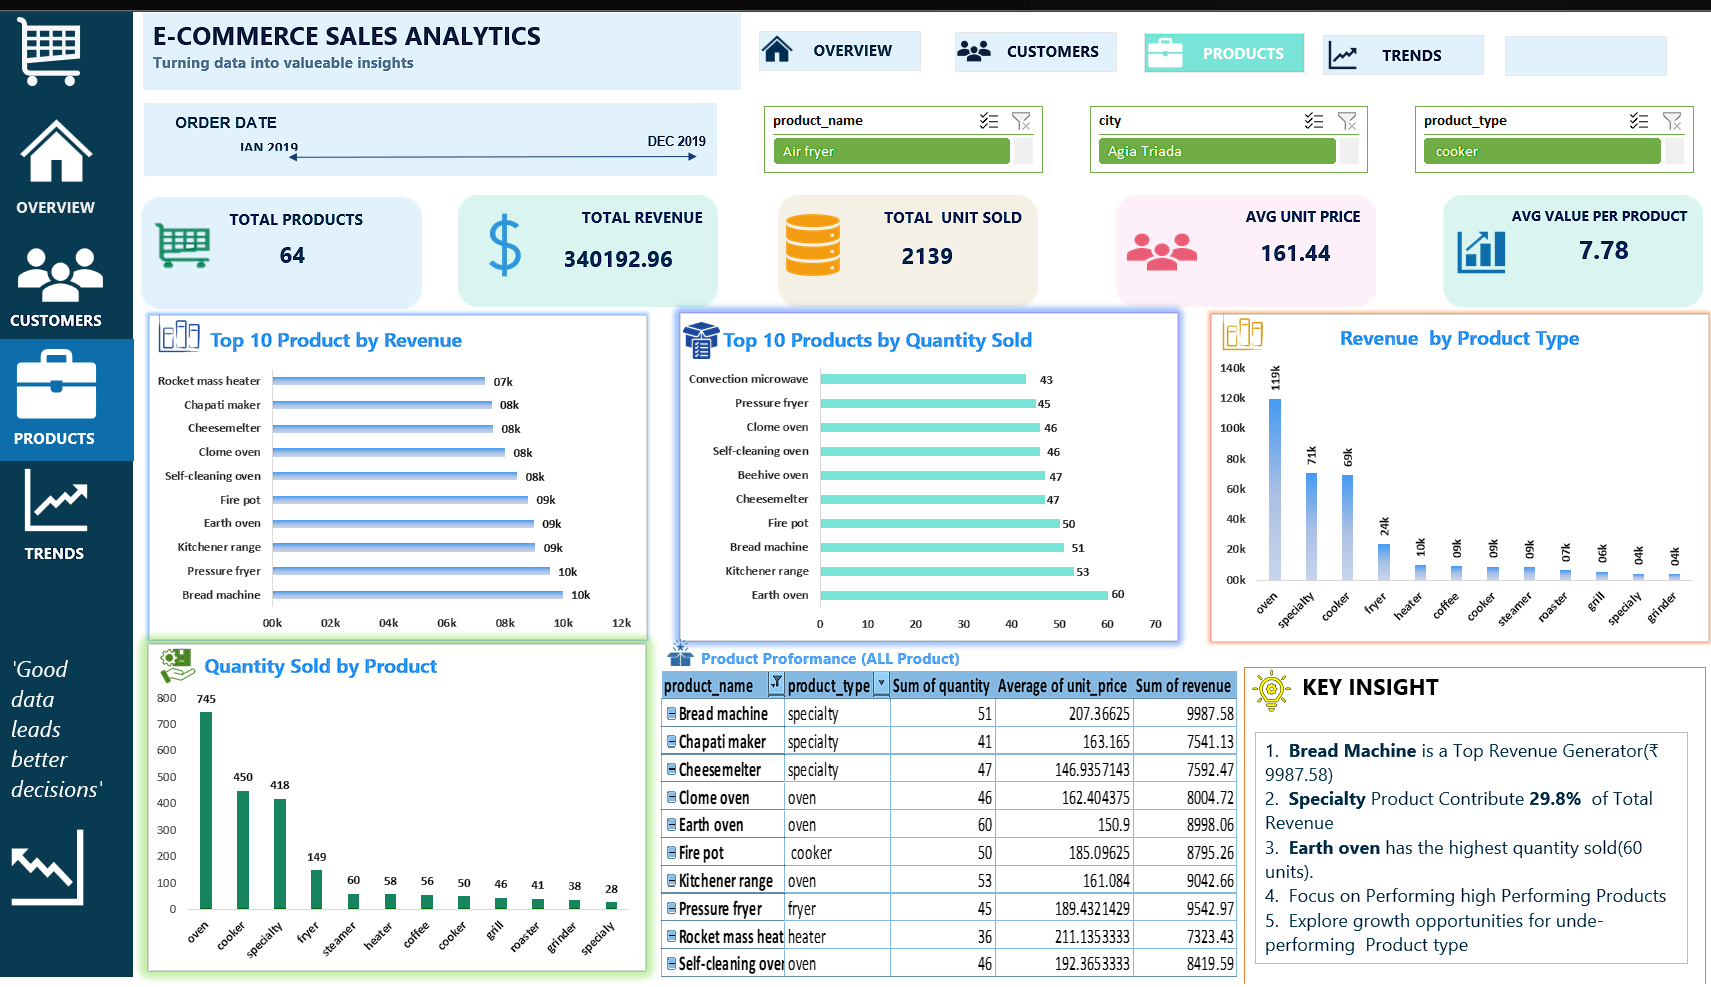 E-COMMERCE SALES ANALYTICS
Turning data into valueable insights
OVERVIEW
CUSTOMERS
PRODUCTS
TRENDS
OVERVIEW
CUSTOMERS
PRODUCTS
TRENDS
'Good
data
leads
better
decisions'
ORDER DATE
JAN 2019
DEC 2019
product_name
Air fryer
city
Agia Triada
product_type
cooker
TOTAL PRODUCTS
64
TOTAL REVENUE
340192.96
TOTAL UNIT SOLD
2139
AVG UNIT PRICE
161.44
AVG VALUE PER PRODUCT
7.78
Top 10 Product by Revenue
Rocket mass heater 07k
Chapati maker 08k
Cheesemelter 08k
Clome oven 08k
Self-cleaning oven 08k
Fire pot 09k
Earth oven 09k
Kitchener range 09k
Pressure fryer 10k
Bread machine 10k
00k 02k 04k 06k 08k 10k 12k
Top 10 Products by Quantity Sold
Convection microwave 43
Pressure fryer 45
Clome oven 46
Self-cleaning oven 46
Beehive oven 47
Cheesemelter 47
Fire pot 50
Bread machine 51
Kitchener range 53
Earth oven 60
0 10 20 30 40 50 60 70
Revenue by Product Type
140k
120k
100k
80k
60k
40k
20k
00k
119k 71k 69k 24k 10k 09k 09k 09k 07k 06k 04k 04k
oven specialty cooker fryer heater coffee cooker steamer roaster grill specialy grinder
Quantity Sold by Product
800
700
600
500
400
300
200
100
0
745 450 418 149 60 58 56 50 46 41 38 28
oven cooker specialty fryer steamer heater coffee cooker grill roaster grinder specialy
Product Proformance (ALL Product)
product_name product_type Sum of quantity Average of unit_price Sum of revenue
Bread machine specialty 51 207.36625 9987.58
Chapati maker specialty 41 163.165 7541.13
Cheesemelter specialty 47 146.9357143 7592.47
Clome oven oven 46 162.404375 8004.72
Earth oven oven 60 150.9 8998.06
Fire pot cooker 50 185.09625 8795.26
Kitchener range oven 53 161.084 9042.66
Pressure fryer fryer 45 189.4321429 9542.97
Rocket mass heat heater 36 211.1353333 7323.43
Self-cleaning over oven 46 192.3653333 8419.59
KEY INSIGHT
1. Bread Machine is a Top Revenue Generator(₹
9987.58)
2. Specialty Product Contribute 29.8% of Total
Revenue
3. Earth oven has the highest quantity sold(60
units).
4. Focus on Performing high Performing Products
5. Explore growth opportunities for unde-
performing Product type